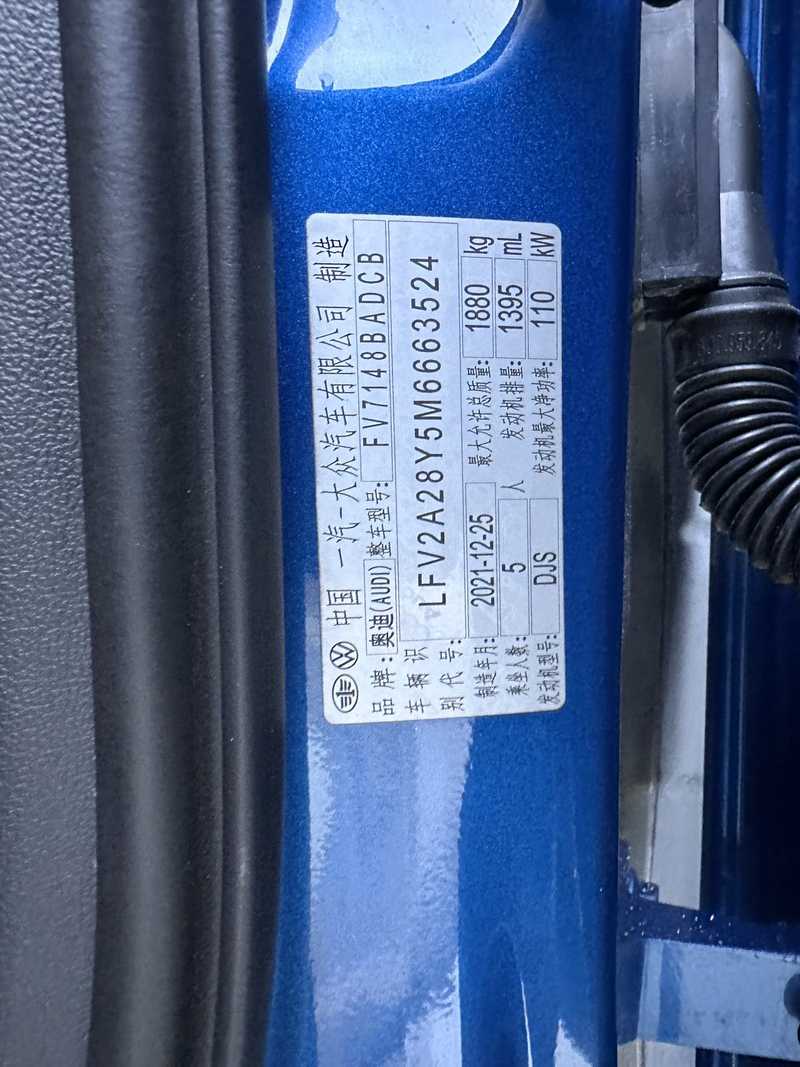 中国 一汽-大众汽车有限公司 制造
品牌: 奥迪(AUDI) 整车型号: FV7148BADCB
车辆识别代号: LFV2A28Y5M6663524
制造年月: 2021-12-25 最大允许总质量: 1880 kg
乘坐人数: 5 人 发动机排量: 1395 mL
发动机型号: DJS 发动机最大净功率: 110 kW